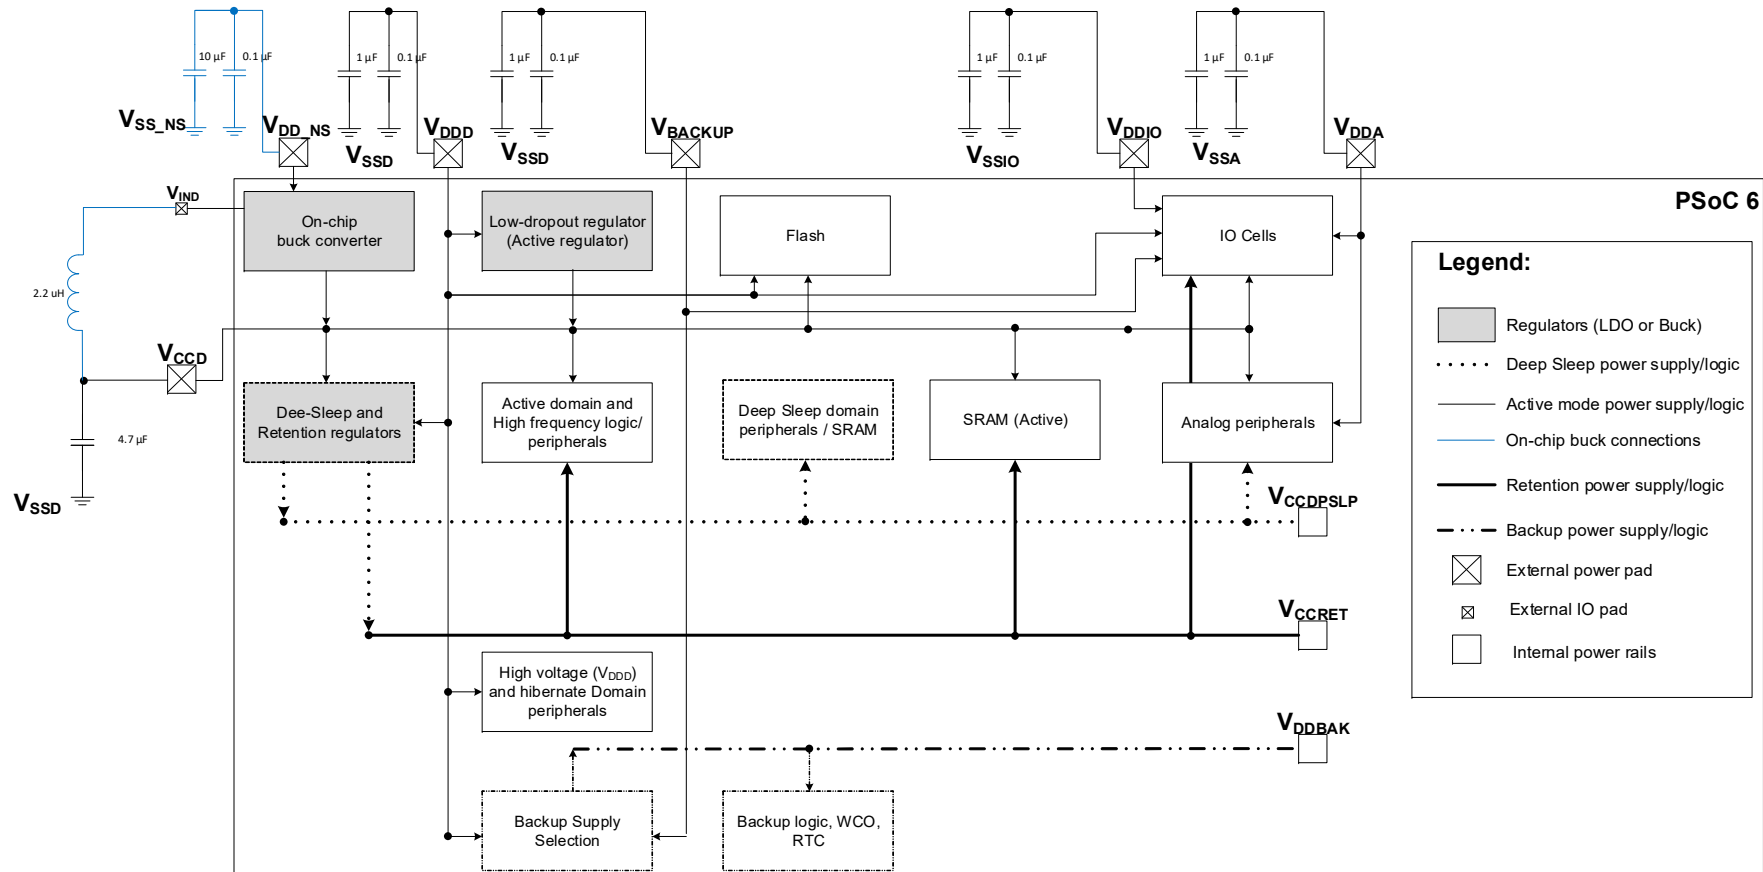 10 µF
0.1 µF
1 µF
0.1 µF
1 µF
0.1 µF
1 µF
0.1 µF
1 µF
0.1 µF
VSS_NS
VDD_NS
VSSD
VDDD
VSSD
VBACKUP
VSSIO
VDDIO
VSSA
VDDA
PSoC 6
VIND
On-chip
buck converter
Low-dropout regulator
(Active regulator)
Flash
IO Cells
2.2 uH
VCCD
4.7 µF
VSSD
Dee-Sleep and
Retention regulators
Active domain and
High frequency logic/
peripherals
Deep Sleep domain
peripherals / SRAM
SRAM (Active)
Analog peripherals
VCCDPSLP
VCCRET
High voltage (VDDD)
and hibernate Domain
peripherals
VDDBAK
Backup Supply
Selection
Backup logic, WCO,
RTC
Legend:
Regulators (LDO or Buck)
Deep Sleep power supply/logic
Active mode power supply/logic
On-chip buck connections
Retention power supply/logic
Backup power supply/logic
External power pad
External IO pad
Internal power rails